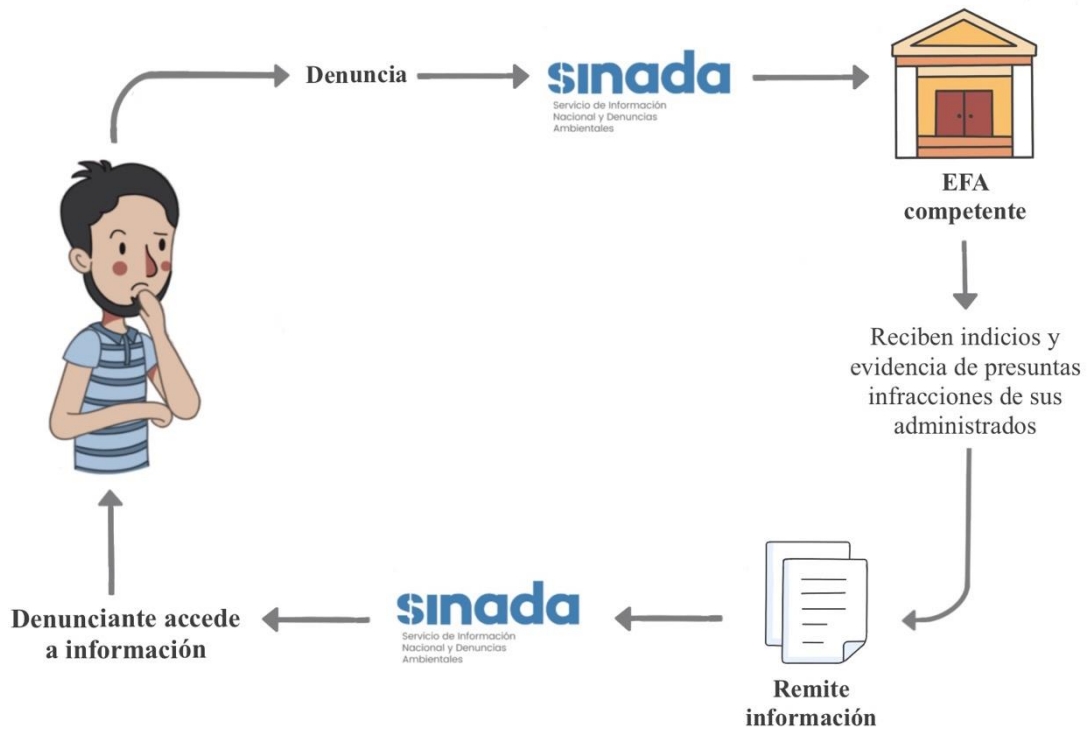 Denuncia
sinada
Servicio de Información
Nacional y Denuncias
Ambientales
EFA
competente
Reciben indicios y
evidencia de presuntas
infracciones de sus
administrados
Remite
información
sinada
Servicio de Información
Nacional y Denuncias
Ambientales
Denunciante accede
a información